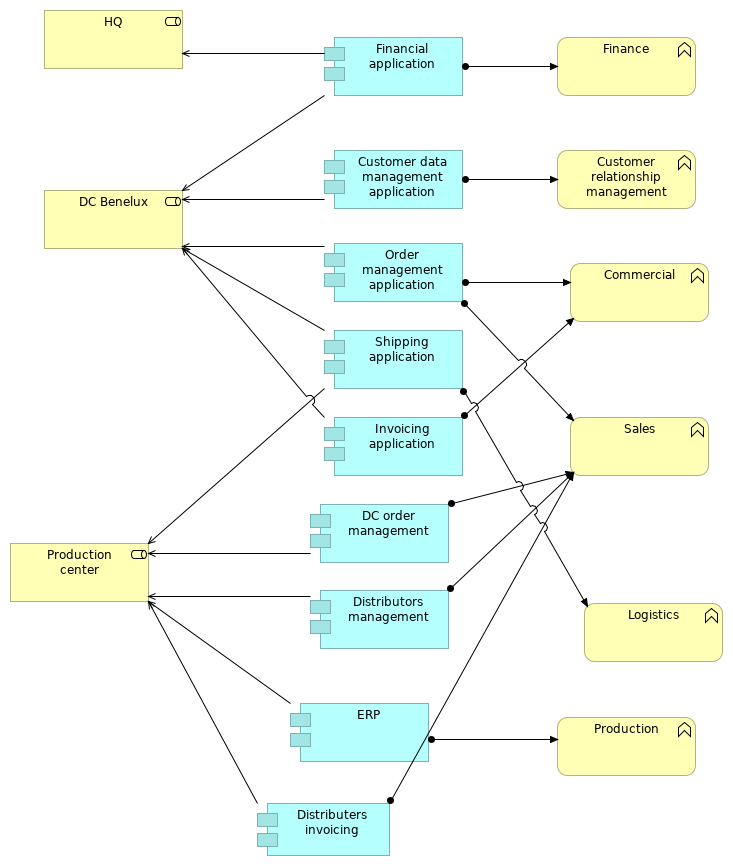 HQ
Financial
application
Finance
Customer data
management
application
Customer
relationship
management
DC Benelux
Order
management
application
Commercial
Shipping
application
Invoicing
application
Sales
DC order
management
Production
center
Distributors
management
Logistics
ERP
Production
Distributers
invoicing